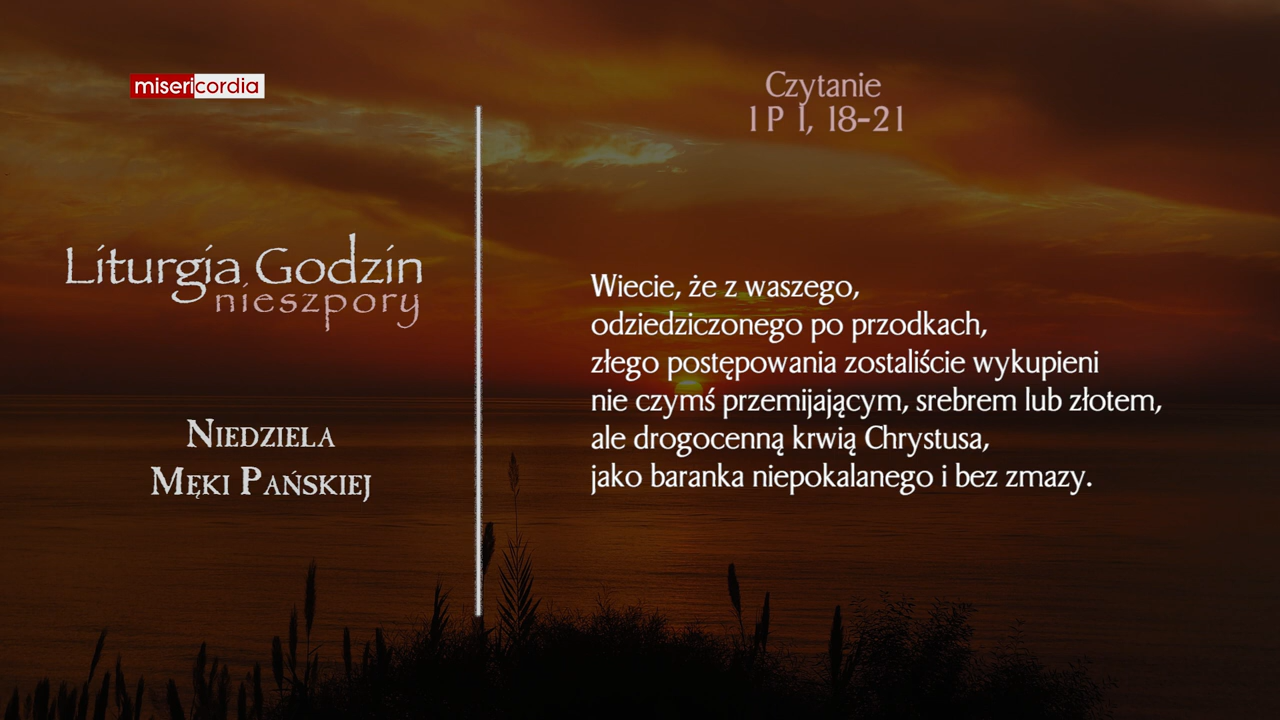 misericordia
Liturgia Godzin
nieszpory
Niedziela
Męki Pańskiej
Czytanie
1 P 1, 18-21
Wiecie, że z waszego,
odziedziczonego po przodkach,
złego postępowania zostaliście wykupieni
nie czymś przemijającym, srebrem lub złotem,
ale drogocenną krwią Chrystusa,
jako baranka niepokalanego i bez zmazy.